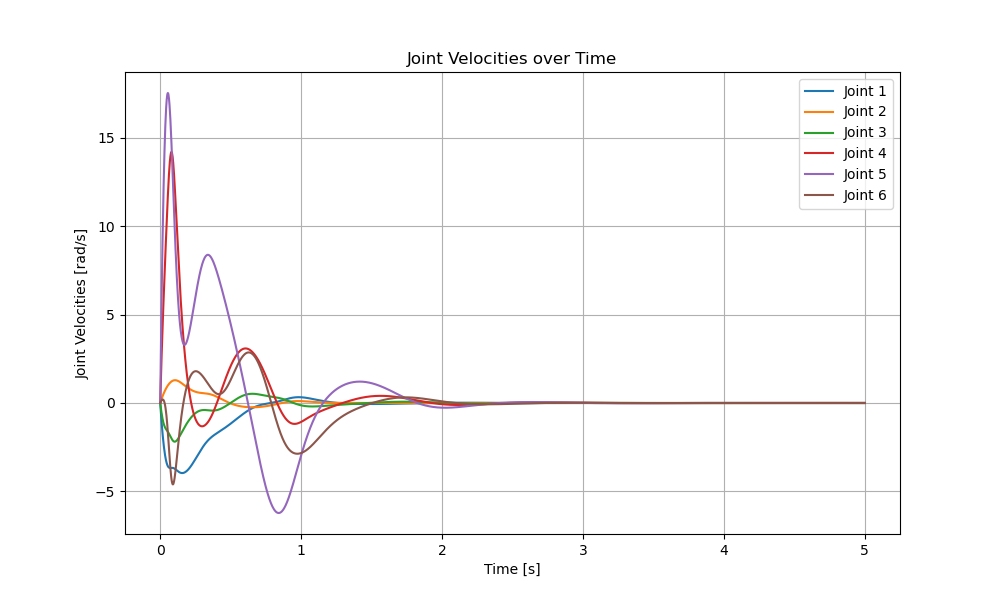 Joint Velocities over Time
Joint 1
Joint 2
Joint 3
Joint 4
Joint 5
Joint 6
Joint Velocities [rad/s]
15
10
5
0
−5
0 1 2 3 4 5
Time [s]